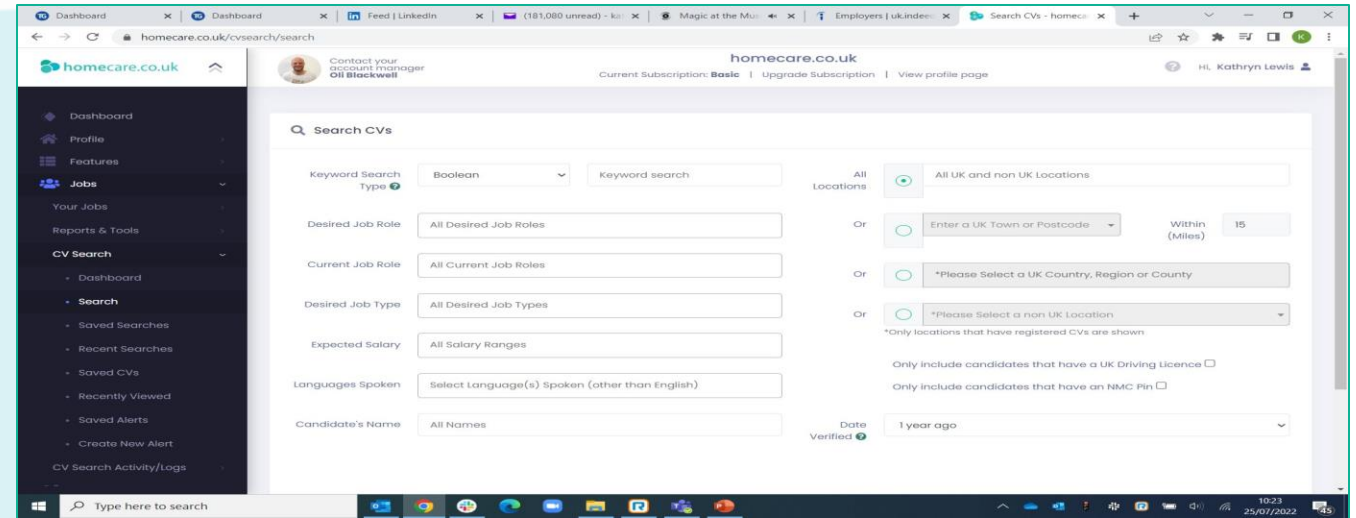 Dashboard
Dashboard
Feed | LinkedIn
(181,080 unread) - ka
Magic at the Mu
Employers | uk.indee
Search CVs - homeca
homecare.co.uk/cvsearch/search
K
homecare.co.uk
Contact your
account manager
Oli Blackwell
homecare.co.uk
Current Subscription: Basic | Upgrade Subscription | View profile page
Hi, Kathryn Lewis
Dashboard
Profile
Features
Jobs
Your Jobs
Reports & Tools
CV Search
Dashboard
Search
Saved Searches
Recent Searches
Saved CVs
Recently Viewed
Saved Alerts
Create New Alert
CV Search Activity/Logs
Search CVs
Keyword Search
Type
Boolean
Keyword search
Desired Job Role
All Desired Job Roles
Current Job Role
All Current Job Roles
Desired Job Type
All Desired Job Types
Expected Salary
All Salary Ranges
Languages Spoken
Select Language(s) Spoken (other than English)
Candidate's Name
All Names
All
Locations
All UK and non UK Locations
Or
Enter a UK Town or Postcode
Within
(Miles)
15
Or
*Please Select a UK Country, Region or County
Or
*Please Select a non UK Location
*Only locations that have registered CVs are shown
Only include candidates that have a UK Driving Licence
Only include candidates that have an NMC Pin
Date
Verified
1 year ago
Type here to search
10:23
25/07/2022
45